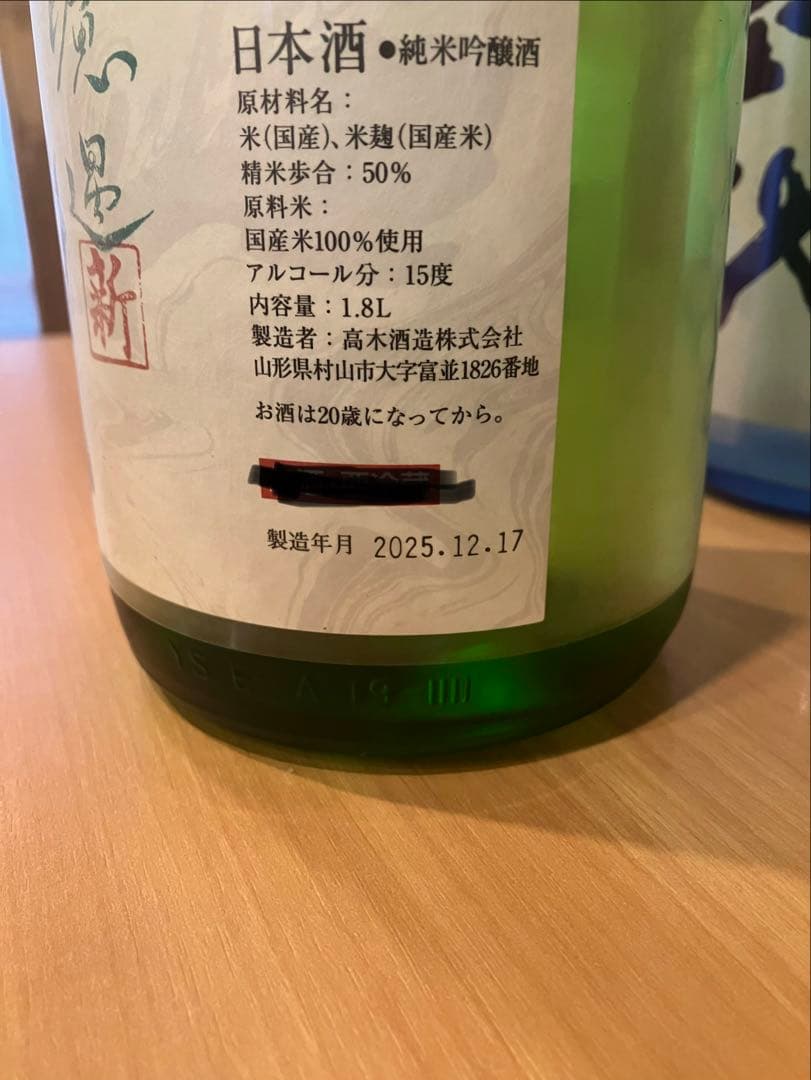 濾過
新
日本酒●純米吟醸酒
原材料名：
米(国産)、米麹(国産米)
精米歩合：50%
原料米：
国産米100%使用
アルコール分：15度
内容量：1.8L
製造者：高木酒造株式会社
山形県村山市大字富並1826番地
お酒は20歳になってから。
製造年月 2025.12.17